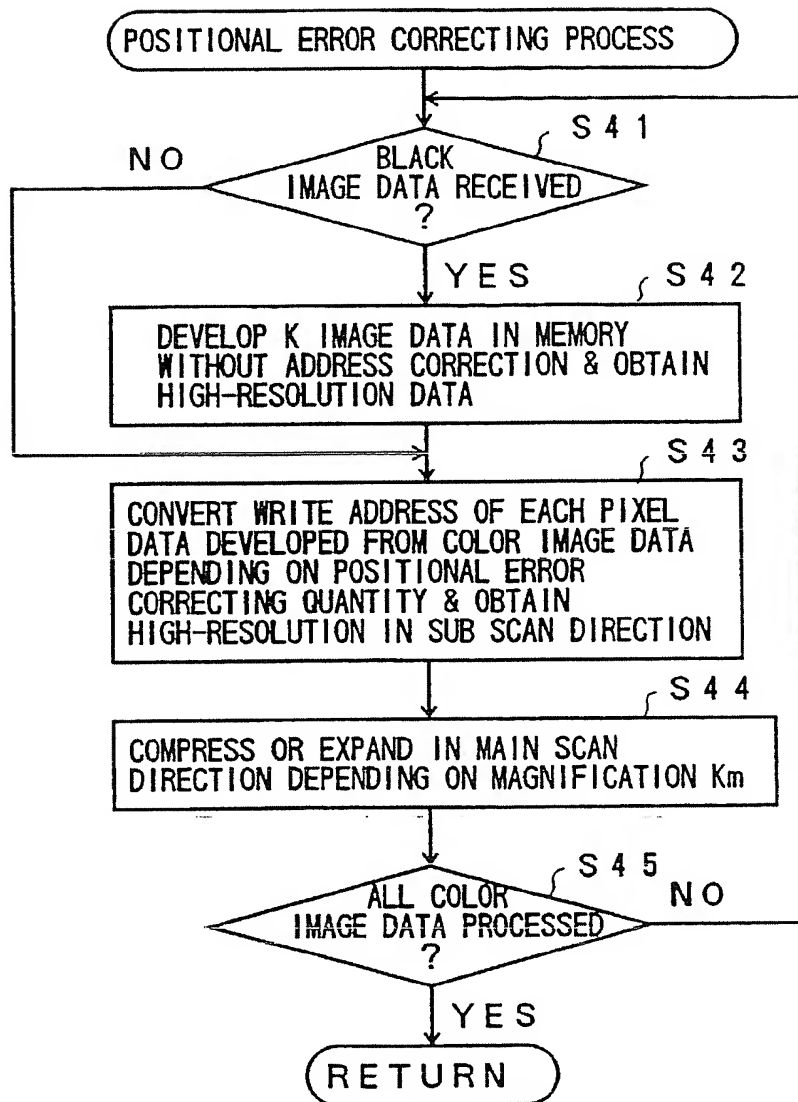 POSITIONAL ERROR CORRECTING PROCESS
S41
NO
BLACK
IMAGE DATA RECEIVED
?
YES
S42
DEVELOP K IMAGE DATA IN MEMORY
WITHOUT ADDRESS CORRECTION & OBTAIN
HIGH-RESOLUTION DATA
S43
CONVERT WRITE ADDRESS OF EACH PIXEL
DATA DEVELOPED FROM COLOR IMAGE DATA
DEPENDING ON POSITIONAL ERROR
CORRECTING QUANTITY & OBTAIN
HIGH-RESOLUTION IN SUB SCAN DIRECTION
S44
COMPRESS OR EXPAND IN MAIN SCAN
DIRECTION DEPENDING ON MAGNIFICATION Km
S45
ALL COLOR
IMAGE DATA PROCESSED
?
NO
YES
RETURN